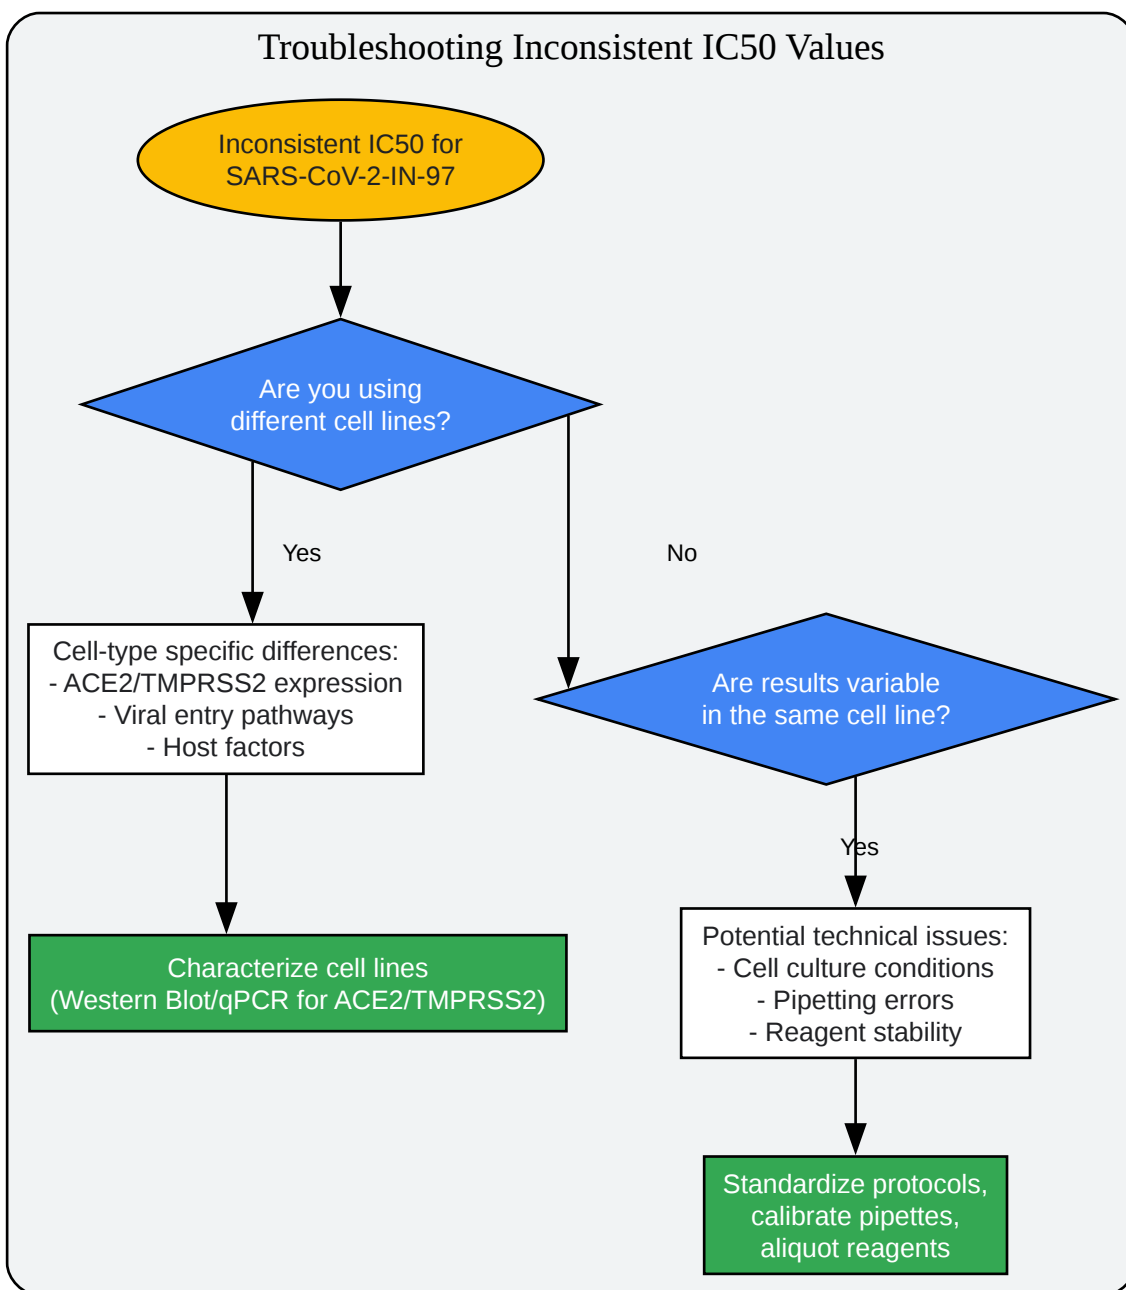 Troubleshooting Inconsistent IC50 Values
Inconsistent IC50 for
SARS-CoV-2-IN-97
Are you using
different cell lines?
Yes
No
Cell-type specific differences:
- ACE2/TMPRSS2 expression
- Viral entry pathways
- Host factors
Are results variable
in the same cell line?
Yes
Characterize cell lines
(Western Blot/qPCR for ACE2/TMPRSS2)
Potential technical issues:
- Cell culture conditions
- Pipetting errors
- Reagent stability
Standardize protocols,
calibrate pipettes,
aliquot reagents